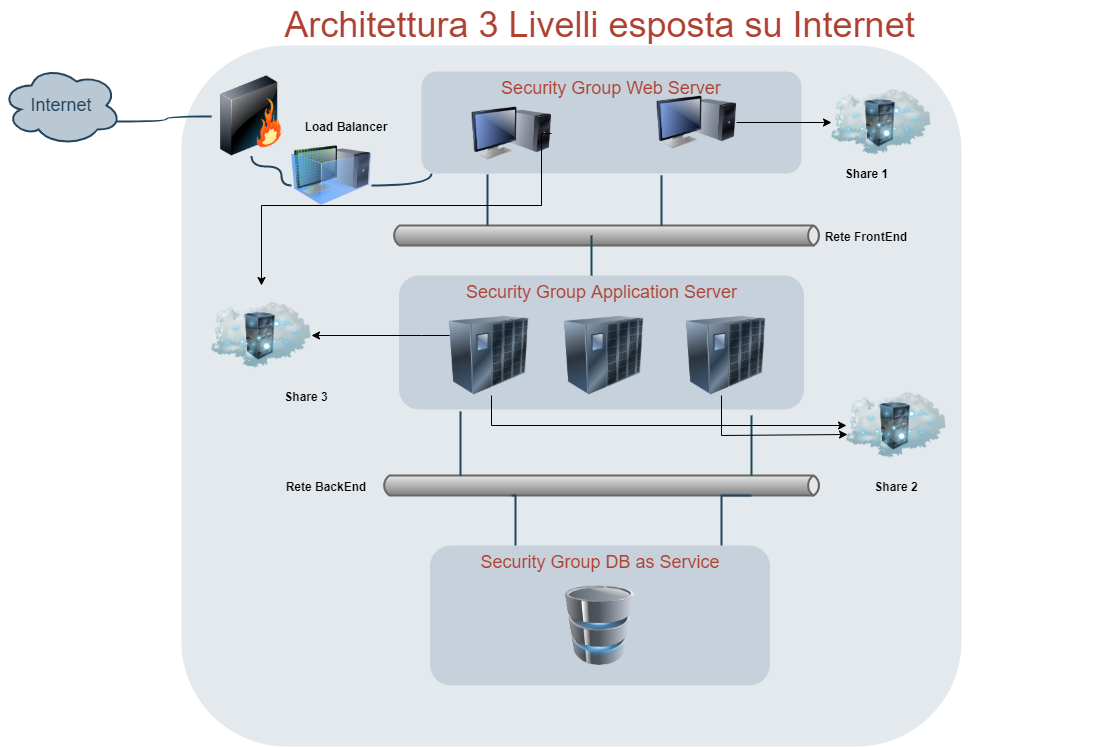 Architettura 3 Livelli esposta su Internet
Internet
Security Group Web Server
Load Balancer
Share 1
Rete FrontEnd
Security Group Application Server
Share 3
Rete BackEnd
Share 2
Security Group DB as Service